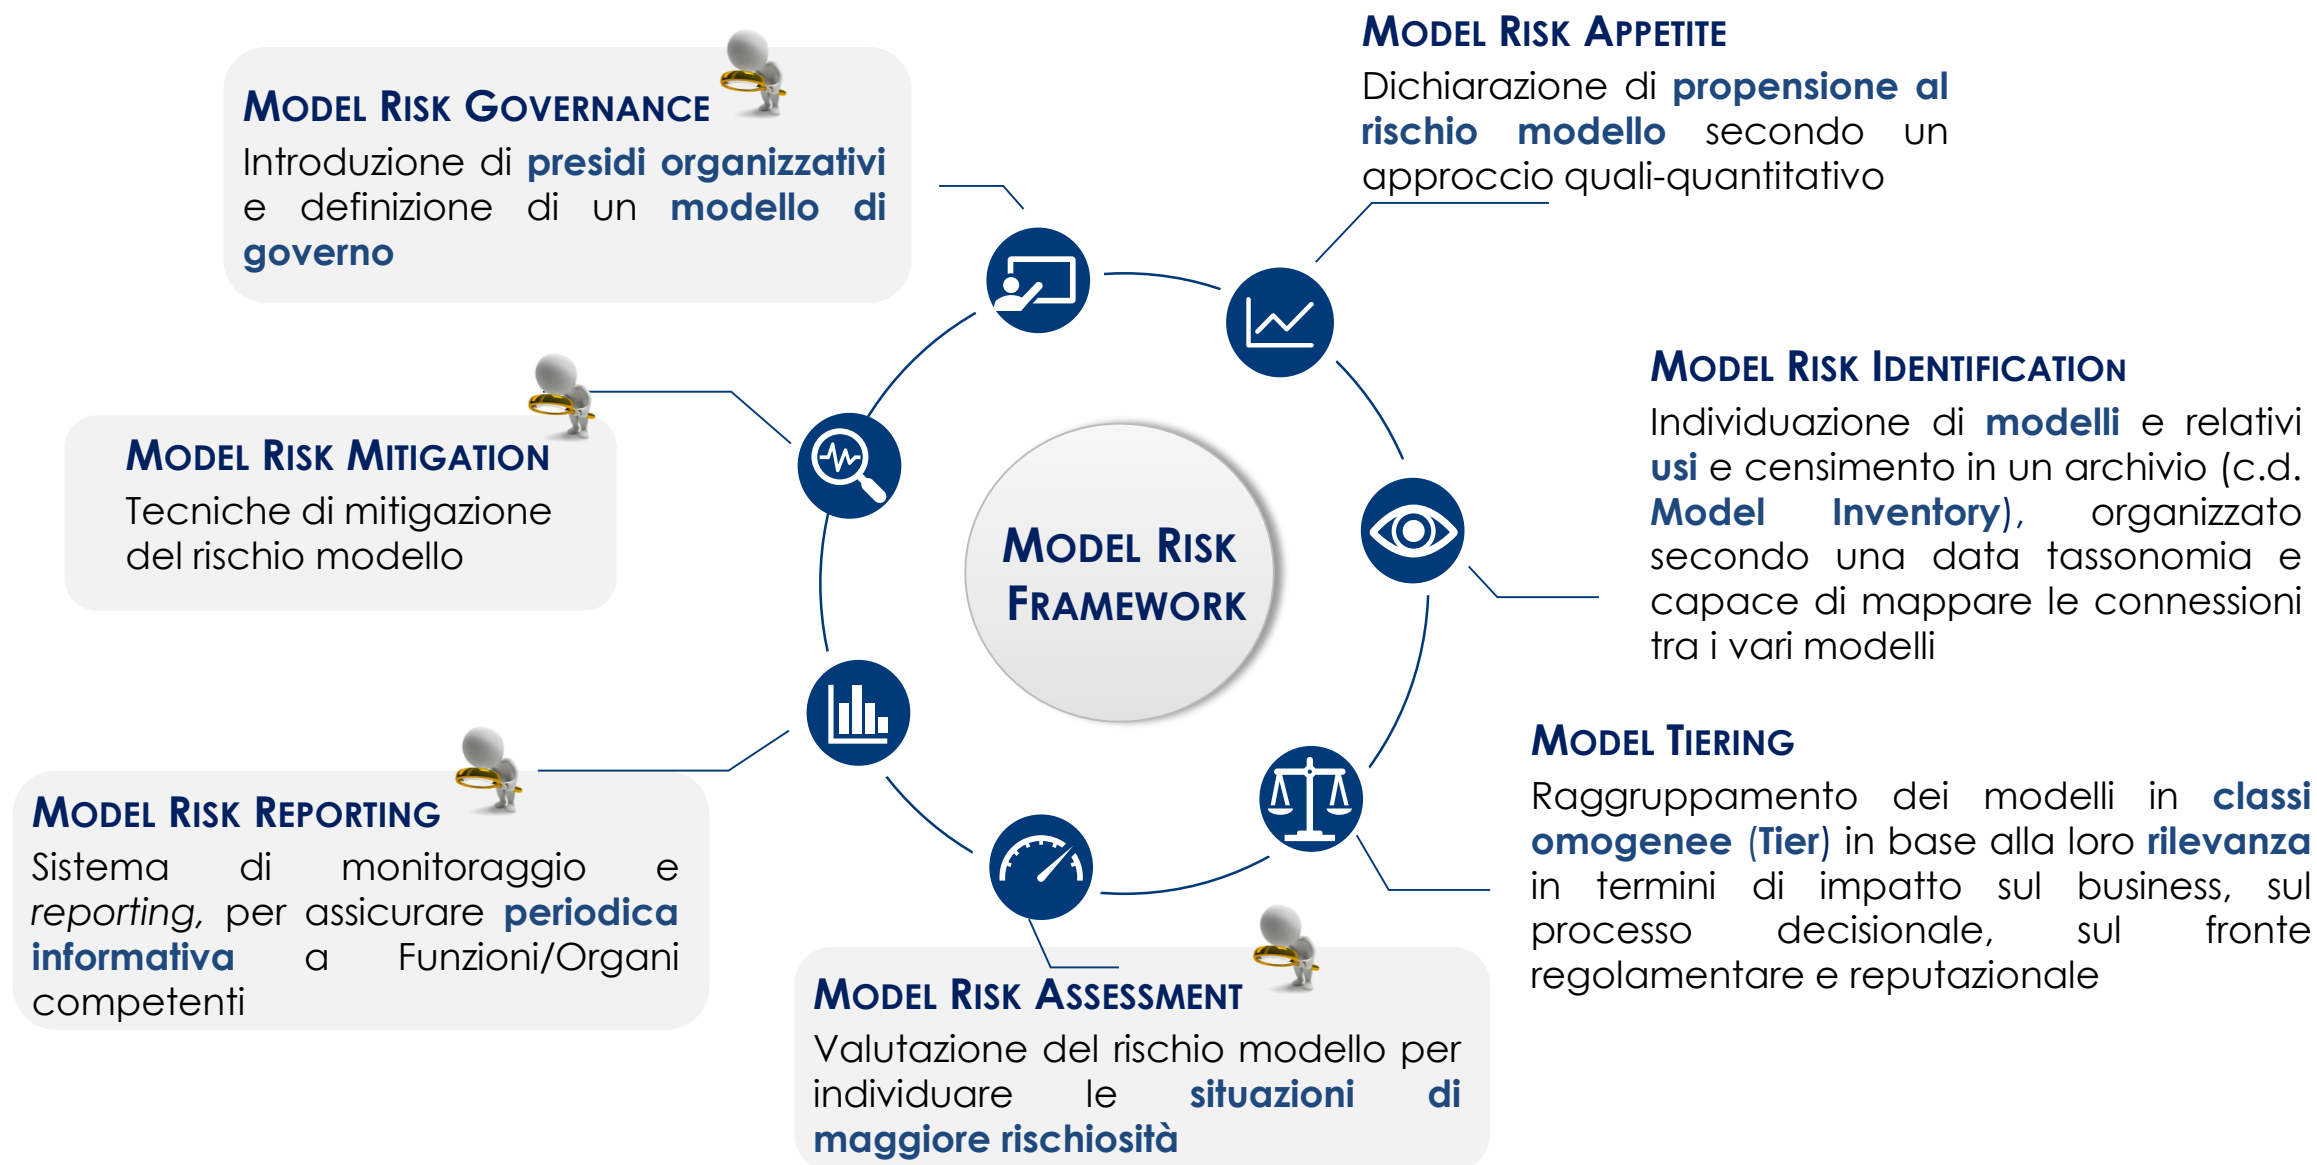 MODEL RISK GOVERNANCE
Introduzione di presidi organizzativi
e definizione di un modello di
governo
MODEL RISK APPETITE
Dichiarazione di propensione al
rischio modello secondo un
approccio quali-quantitativo
MODEL RISK IDENTIFICATION
Individuazione di modelli e relativi
usi e censimento in un archivio (c.d.
Model Inventory), organizzato
secondo una data tassonomia e
capace di mappare le connessioni
tra i vari modelli
MODEL TIERING
Raggruppamento dei modelli in classi
omogenee (Tier) in base alla loro rilevanza
in termini di impatto sul business, sul
processo decisionale, sul fronte
regolamentare e reputazionale
MODEL RISK ASSESSMENT
Valutazione del rischio modello per
individuare le situazioni di
maggiore rischiosità
MODEL RISK REPORTING
Sistema di monitoraggio e
reporting, per assicurare periodica
informativa a Funzioni/Organi
competenti
MODEL RISK MITIGATION
Tecniche di mitigazione
del rischio modello
MODEL RISK
FRAMEWORK